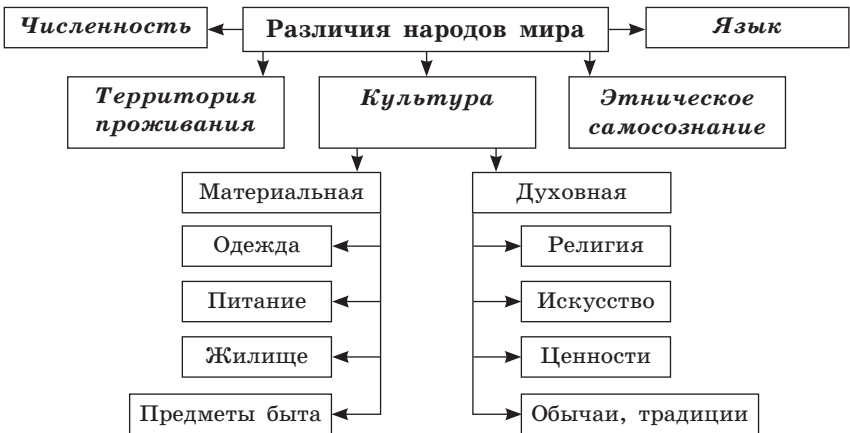 Численность
Различия народов мира
Язык
Территория
проживания
Культура
Этническое
самосознание
Материальная
Духовная
Одежда
Религия
Питание
Искусство
Жилище
Ценности
Предметы быта
Обычаи, традиции